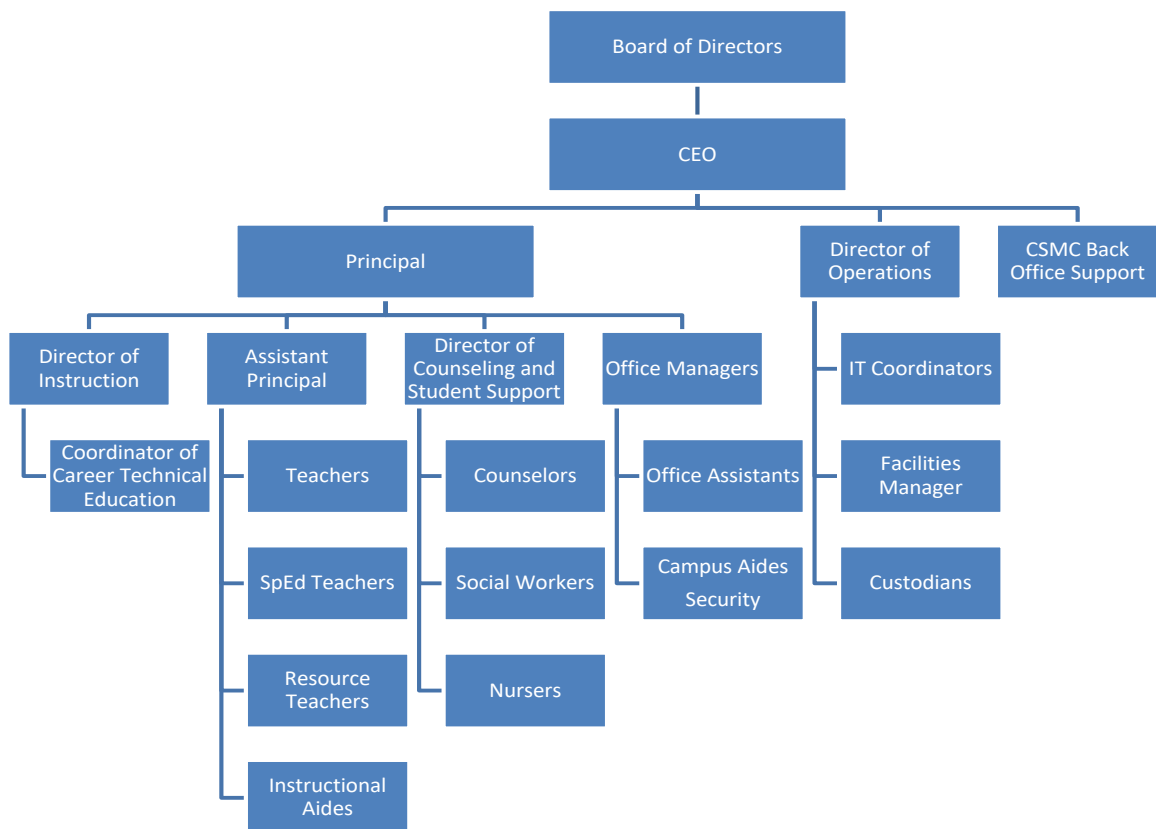 Board of Directors
CEO
Principal
Director of
Operations
CSMC Back
Office Support
Director of
Instruction
Assistant
Principal
Director of
Counseling and
Student Support
Office Managers
IT Coordinators
Coordinator of
Career Technical
Education
Teachers
Counselors
Office Assistants
Facilities
Manager
SpEd Teachers
Social Workers
Campus Aides
Security
Custodians
Resource
Teachers
Nursers
Instructional
Aides